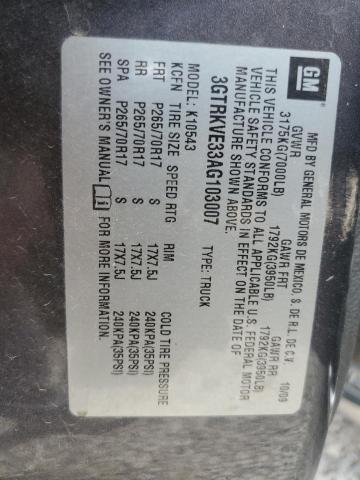 GM
MFD BY GENERAL MOTORS DE MEXICO, S. DE R.L. DE C.V.
10/09
GVWR GAWR FRT GAWR RR
3175KG(7000LB) 1792KG(3950LB) 1792KG(3950LB)
THIS VEHICLE CONFORMS TO ALL APPLICABLE U.S. FEDERAL MOTOR
VEHICLE SAFETY STANDARDS IN EFFECT ON THE DATE OF
MANUFACTURE SHOWN ABOVE.
3GTRKVE33AG103007 TYPE: TRUCK
MODEL: K10543
KCFN TIRE SIZE SPEED RTG RIM COLD TIRE PRESSURE
FRT P265/70R17 S 17X7.5J 240KPA(35PSI)
RR P265/70R17 S 17X7.5J 240KPA(35PSI)
SPA P265/70R17 S 17X7.5J 240KPA(35PSI)
SEE OWNER'S MANUAL FOR MORE INFORMATION.